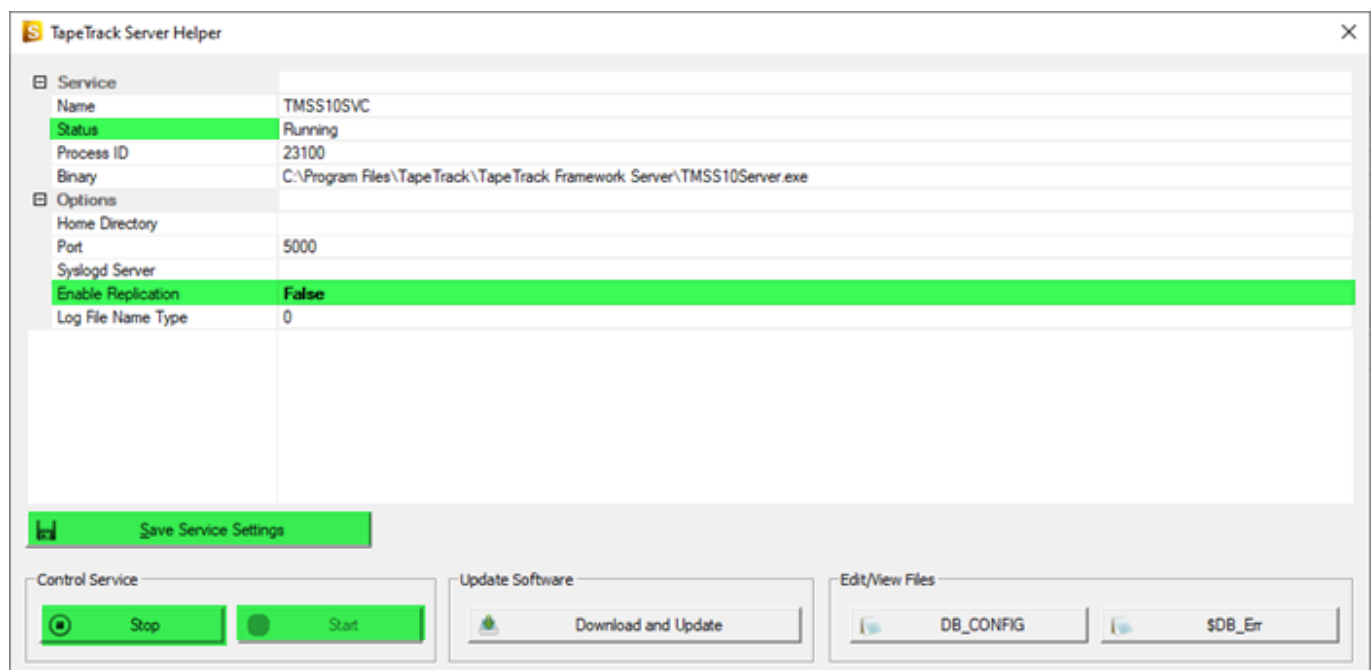 TapeTrack Server Helper
Service
Name TMSS10SVC
Status Running
Process ID 23100
Binary C:\Program Files\TapeTrack\TapeTrack Framework Server\TMSS10Server.exe
Options
Home Directory
Port 5000
Syslogd Server
Enable Replication False
Log File Name Type 0
Save Service Settings
Control Service Update Software Edit/View Files
Stop Start Download and Update DB_CONFIG $DB_Err